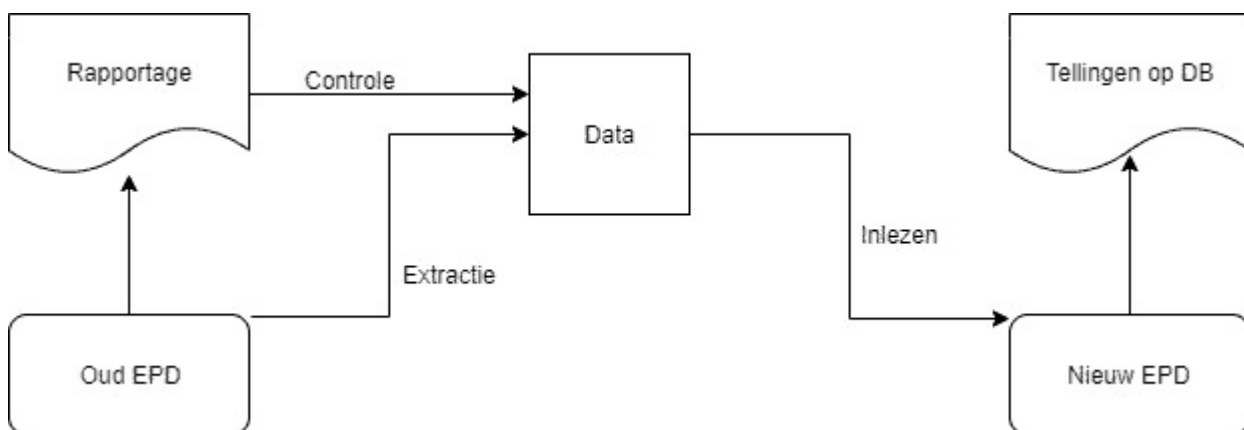 Rapportage
Controle
Data
Tellingen op DB
Extractie
Inlezen
Oud EPD
Nieuw EPD